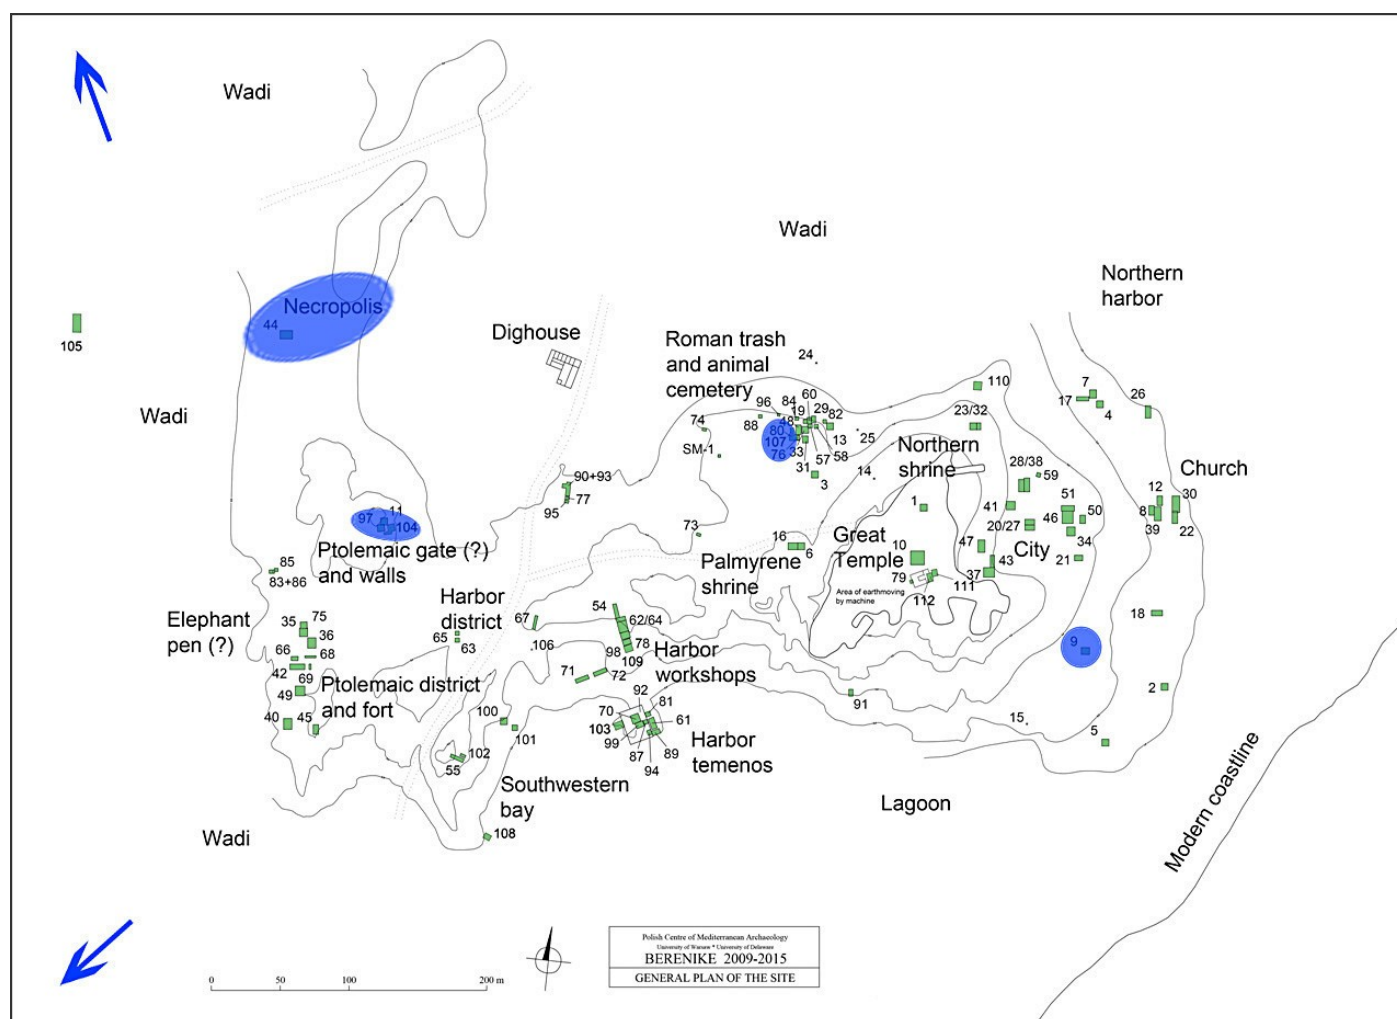 Wadi
Wadi
Northern
harbor
Necropolis
44
105
Dighouse
Roman trash
and animal
cemetery
24
110
7
17
4
26
Wadi
96
84
60
19
29
82
48
88
74
80
107
76
33
31
57
58
13
25
23/32
SM-1
3
14
Northern
shrine
28/38
59
Church
90+93
77
95
1
41
51
46
50
12
30
8
39
22
20/27
34
97
11
104
Ptolemaic gate (?)
and walls
73
16
6
Palmyrene
shrine
Great
Temple
10
47
City
43
37
21
79
111
112
Area of earthmoving
by machine
85
83+86
Harbor
district
54
67
62/64
18
Elephant
pen (?)
35
75
36
66
68
42
69
49
65
63
106
98
78
109
71
72
Harbor
workshops
9
2
Ptolemaic district
and fort
40
45
100
101
92
81
70
61
103
99
87
89
94
91
15
5
Harbor
temenos
102
55
Southwestern
bay
Lagoon
Wadi
108
Modern coastline
Polish Centre of Mediterranean Archaeology
University of Warsaw * University of Delaware
BERENIKE 2009-2015
GENERAL PLAN OF THE SITE
0 50 100 200 m